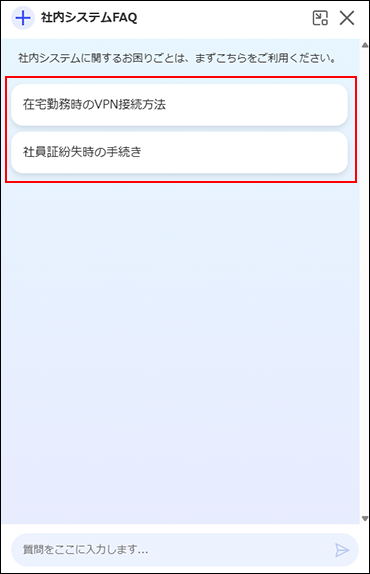 社内システムFAQ
社内システムに関するお困りごとは、まずこちらをご利用ください。
在宅勤務時のVPN接続方法
社員証紛失時の手続き
質問をここに入力します...